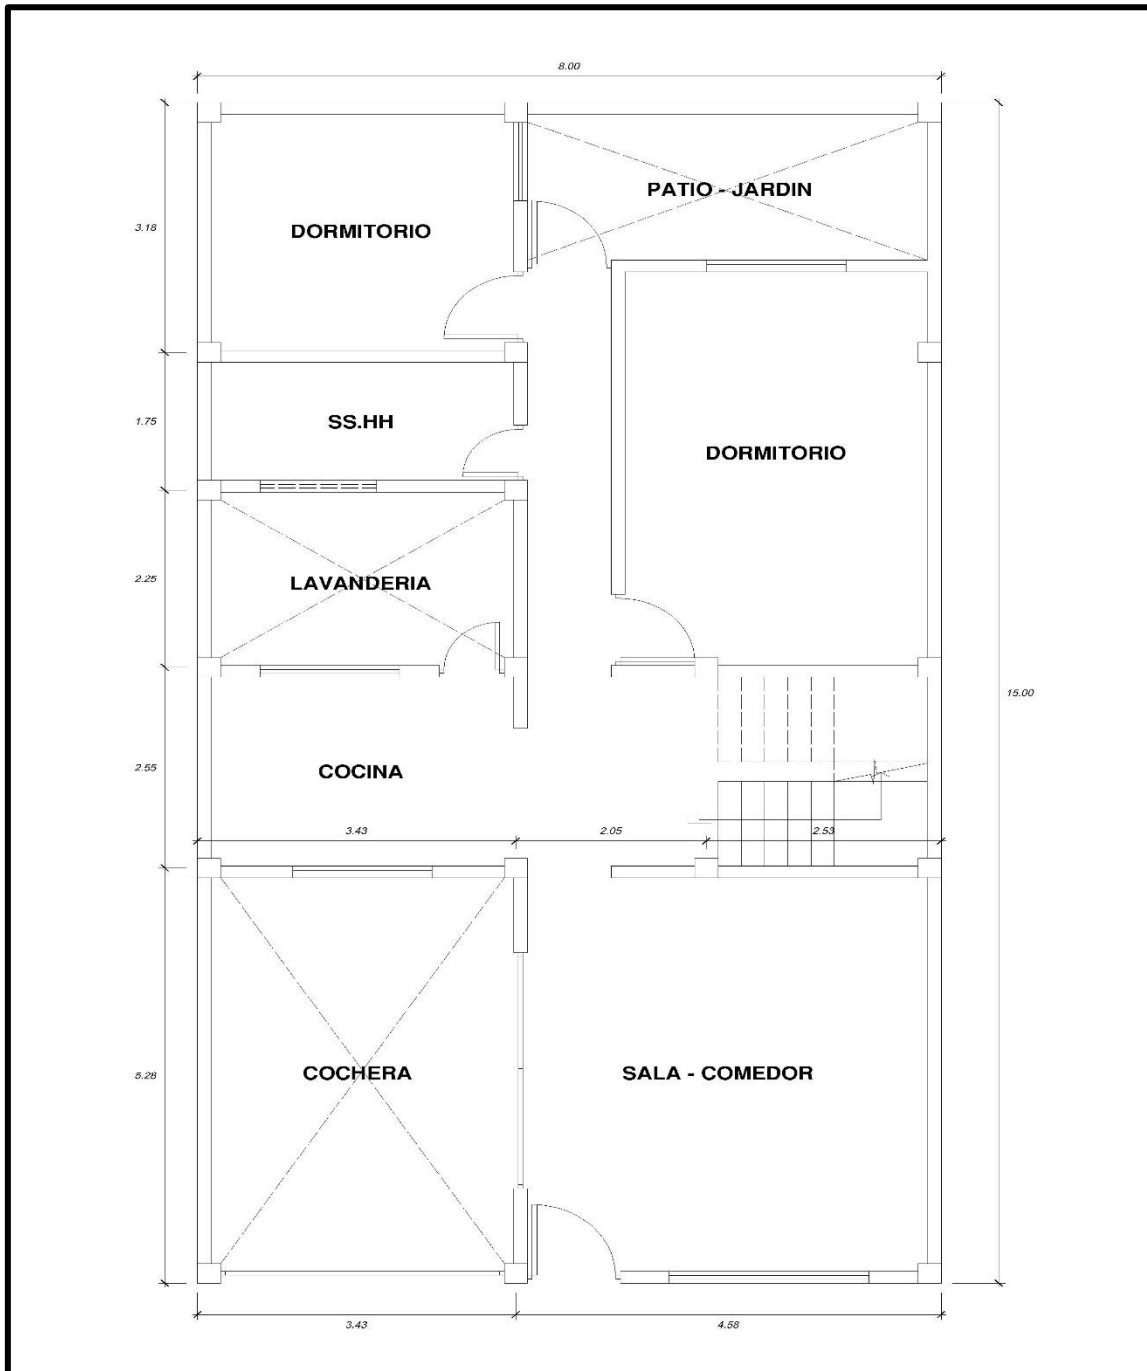 8.00
PATIO - JARDIN
3.18
DORMITORIO
1.75
SS.HH
DORMITORIO
2.25
LAVANDERIA
15.00
2.55
COCINA
3.43
2.05
2.53
5.28
COCHERA
SALA - COMEDOR
3.43
4.58